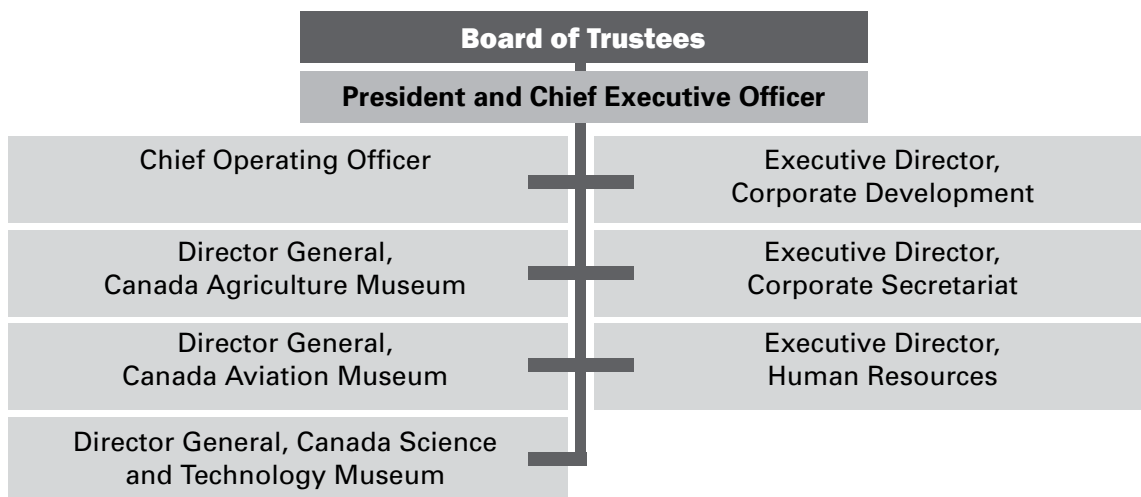 Board of Trustees
President and Chief Executive Officer
Chief Operating Officer
Executive Director,
Corporate Development
Director General,
Canada Agriculture Museum
Executive Director,
Corporate Secretariat
Director General,
Canada Aviation Museum
Executive Director,
Human Resources
Director General, Canada Science
and Technology Museum